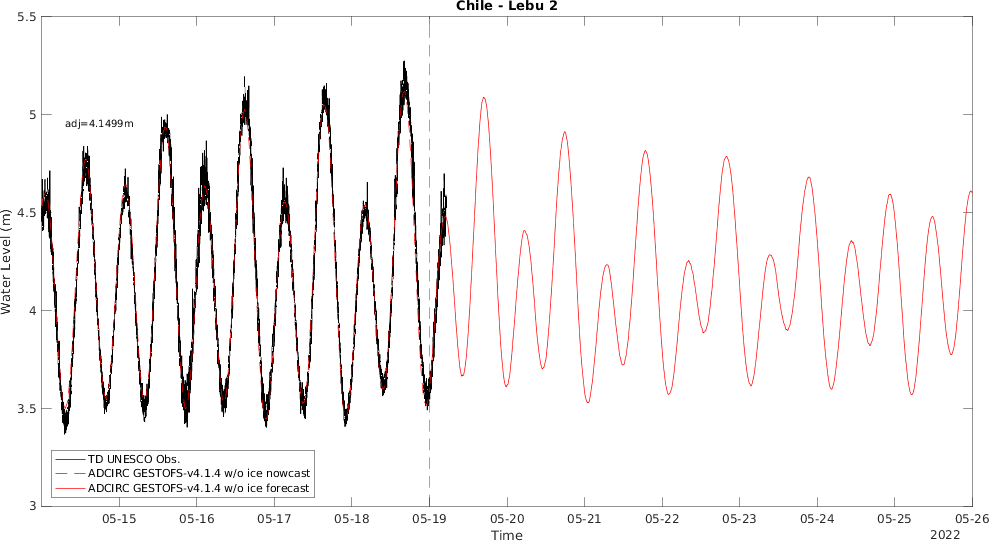 Chile - Lebu 2
5.5
5
4.5
4
3.5
3
Water Level (m)
adj=4.1499m
TD UNESCO Obs.
ADCIRC GESTOFS-v4.1.4 w/o ice nowcast
ADCIRC GESTOFS-v4.1.4 w/o ice forecast
05-15 05-16 05-17 05-18 05-19 05-20 05-21 05-22 05-23 05-24 05-25 05-26
Time
2022